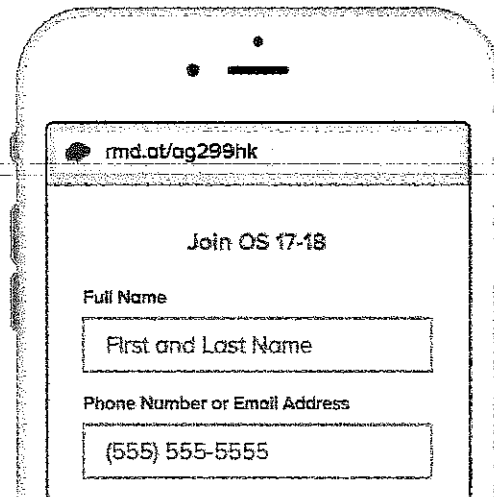 rmd.at/ag299hk
Join OS 17-18
Full Name
First and Last Name
Phone Number or Email Address
(555) 555-5555